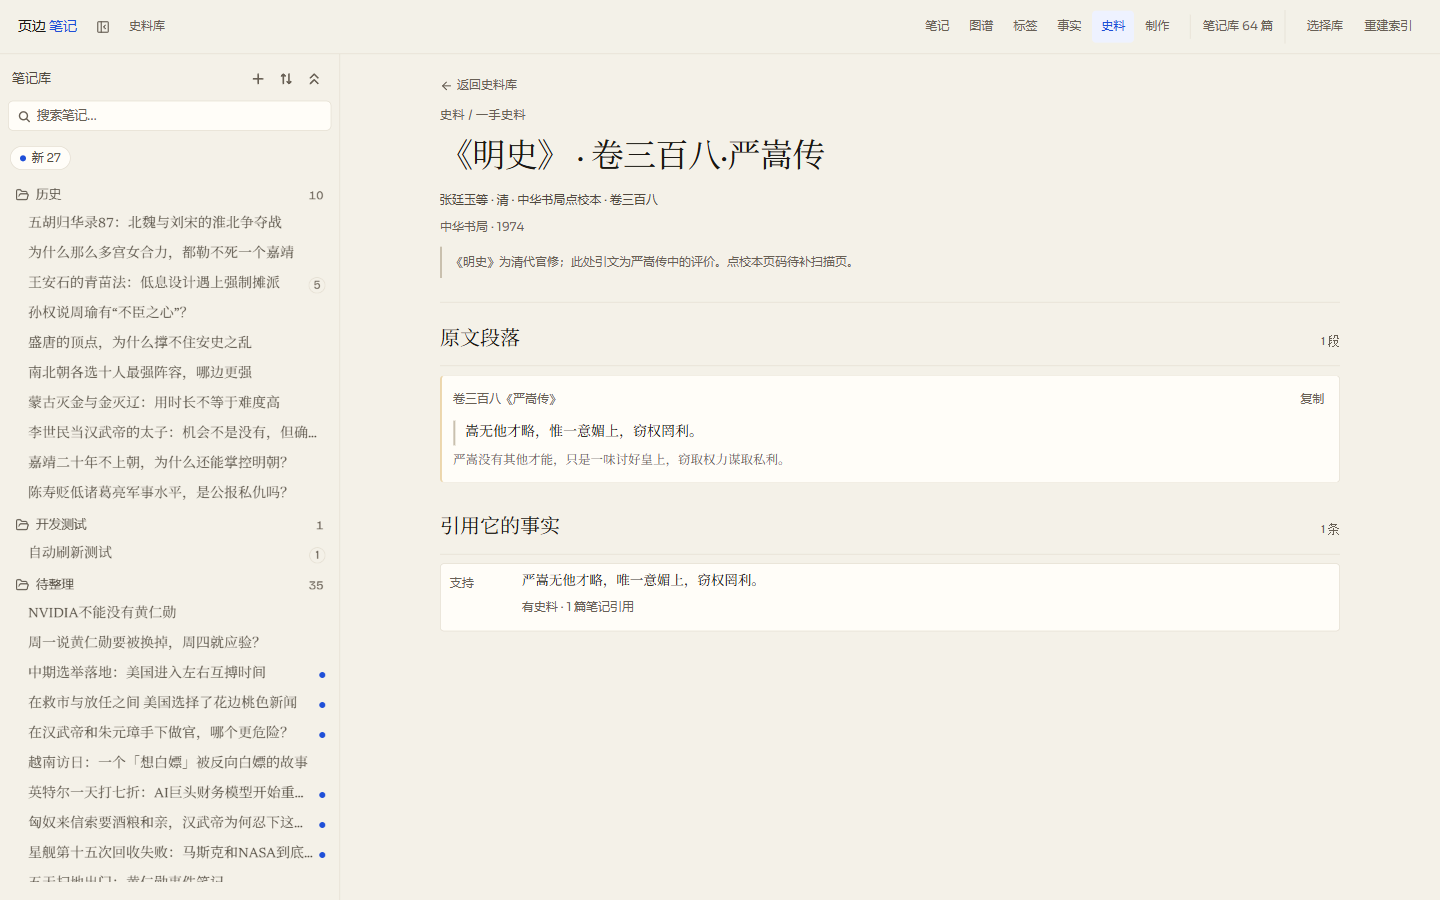 页边 笔记
史料库
笔记
图谱
标签
事实
史料
制作
笔记库 64 篇
选择库
重建索引
笔记库
搜索笔记...
新 27
历史 10
五胡归华录87：北魏与刘宋的淮北争夺战
为什么那么多宫女合力，都勒不死一个嘉靖
王安石的青苗法：低息设计遇上强制摊派 5
孙权说周瑜有“不臣之心”？
盛唐的顶点，为什么撑不住安史之乱
南北朝各选十人最强阵容，哪边更强
蒙古灭金与金灭辽：用时长不等于难度高
李世民当汉武帝的太子：机会不是没有，但确...
嘉靖二十年不上朝，为什么还能掌控明朝？
陈寿贬低诸葛亮军事水平，是公报私仇吗？
开发测试 1
自动刷新测试 1
待整理 35
NVIDIA不能没有黄仁勋
周一说黄仁勋要被换掉，周四就应验？
中期选举落地：美国进入左右互搏时间
在救市与放任之间 美国选择了花边桃色新闻
在汉武帝和朱元璋手下做官，哪个更危险？
越南访日：一个「想白嫖」被反向白嫖的故事
英特尔一天打七折：AI巨头财务模型开始重...
匈奴来信索要酒粮和亲，汉武帝为何忍下这...
星舰第十五次回收失败：马斯克和NASA到底...
← 返回史料库
史料 / 一手史料
《明史》 · 卷三百八·严嵩传
张廷玉等 · 清 · 中华书局点校本 · 卷三百八
中华书局 · 1974
《明史》为清代官修；此处引文为严嵩传中的评价。点校本页码待补扫描页。
原文段落 1 段
卷三百八《严嵩传》 复制
嵩无他才略，惟一意媚上，窃权罔利。
严嵩没有其他才能，只是一味讨好皇上，窃取权力谋取私利。
引用它的事实 1 条
支持 严嵩无他才略，唯一意媚上，窃权罔利。
有史料 · 1 篇笔记引用